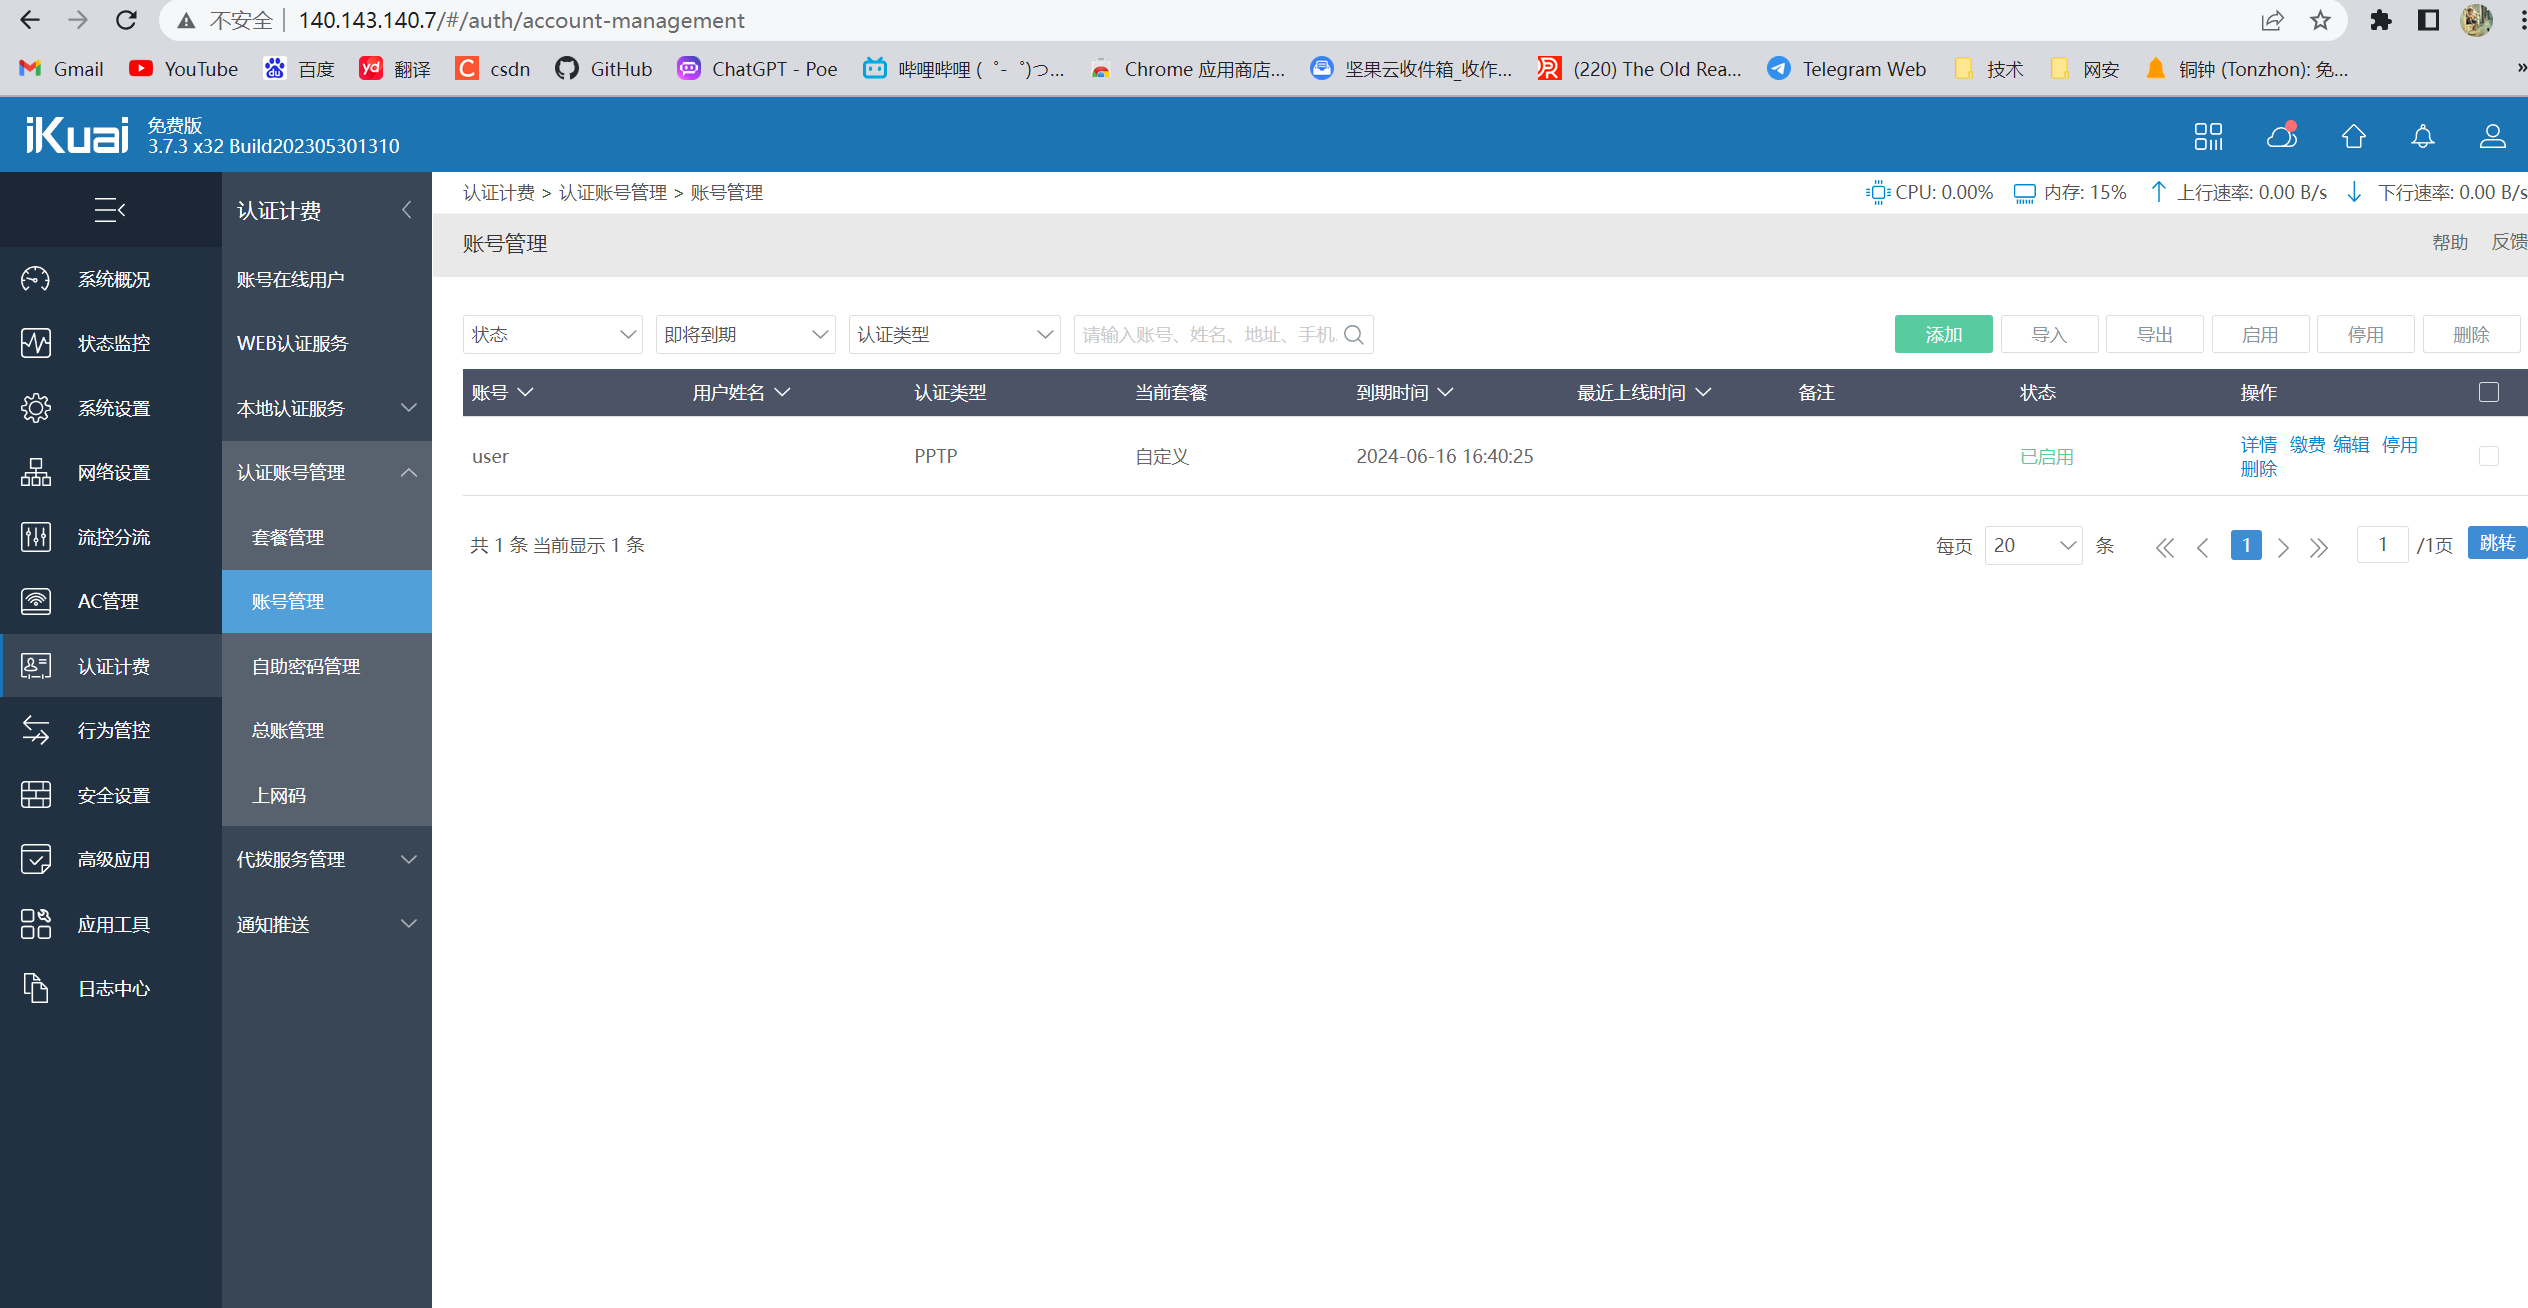 不安全 140.143.140.7/#/auth/account-management
Gmail YouTube 百度 翻译 csdn GitHub ChatGPT - Poe 哔哩哔哩 ( ゜- ゜)つ... Chrome 应用商店... 坚果云收件箱_收作... (220) The Old Rea... Telegram Web 技术 网安 铜钟 (Tonzhon): 免... »
iKuai 免费版
3.7.3 x32 Build202305301310
认证计费 > 认证账号管理 > 账号管理 CPU: 0.00% 内存: 15% 上行速率: 0.00 B/s 下行速率: 0.00 B/s
系统概况
状态监控
系统设置
网络设置
流控分流
AC管理
认证计费
行为管控
安全设置
高级应用
应用工具
日志中心
认证计费
账号在线用户
WEB认证服务
本地认证服务
认证账号管理
套餐管理
账号管理
自助密码管理
总账管理
上网码
代拨服务管理
通知推送
账号管理 帮助 反馈
状态 即将到期 认证类型 请输入账号、姓名、地址、手机 添加 导入 导出 启用 停用 删除
账号 用户姓名 认证类型 当前套餐 到期时间 最近上线时间 备注 状态 操作
user PPTP 自定义 2024-06-16 16:40:25 已启用 详情 缴费 编辑 停用
删除
共 1 条 当前显示 1 条 每页 20 条 1 1 /1页 跳转